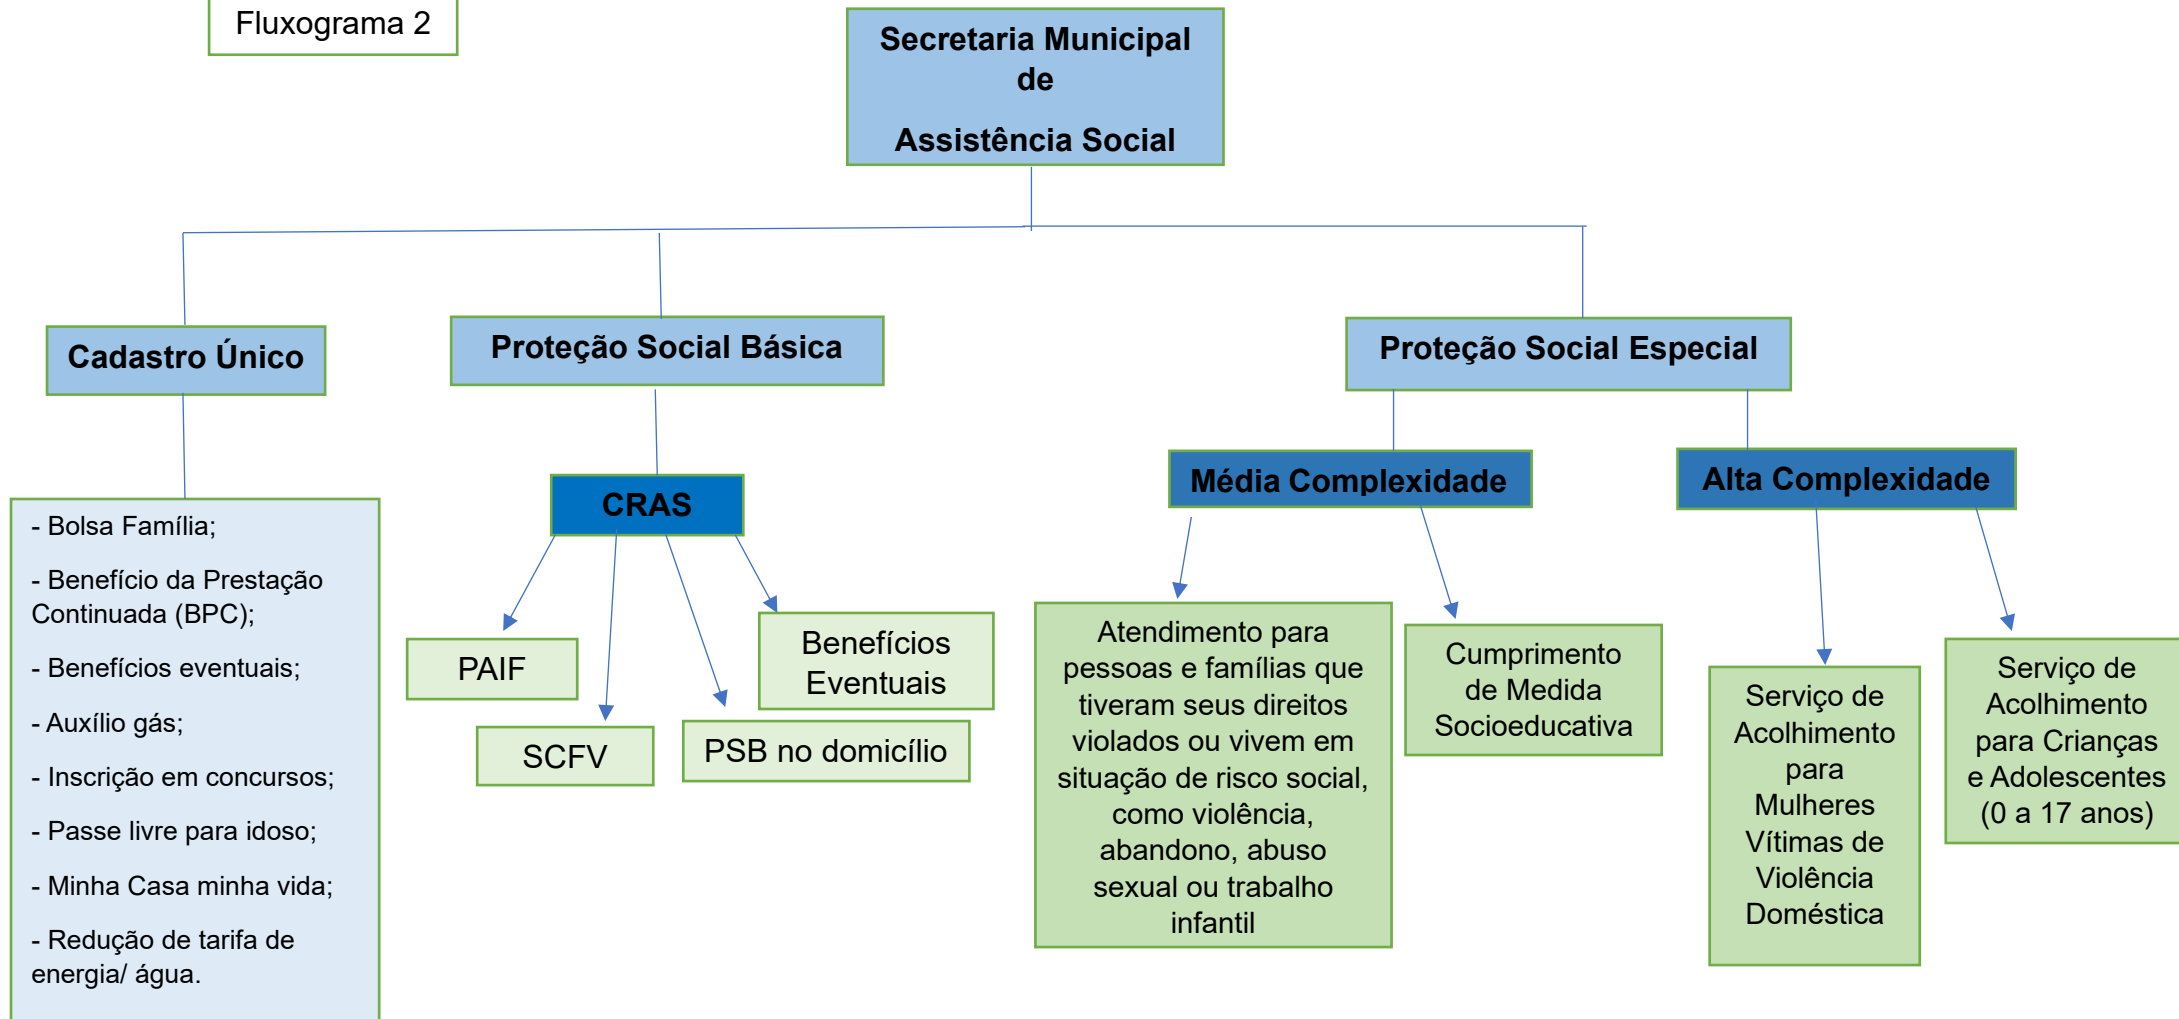 Fluxograma 2
Secretaria Municipal
de
Assistência Social
Cadastro Único
Proteção Social Básica
Proteção Social Especial
CRAS
Média Complexidade
Alta Complexidade
- Bolsa Família;
- Benefício da Prestação
Continuada (BPC);
- Benefícios eventuais;
- Auxílio gás;
- Inscrição em concursos;
- Passe livre para idoso;
- Minha Casa minha vida;
- Redução de tarifa de
energia/ água.
PAIF
SCFV
PSB no domicílio
Benefícios
Eventuais
Atendimento para
pessoas e famílias que
tiveram seus direitos
violados ou vivem em
situação de risco social,
como violência,
abandono, abuso
sexual ou trabalho
infantil
Cumprimento
de Medida
Socioeducativa
Serviço de
Acolhimento
para
Mulheres
Vítimas de
Violência
Doméstica
Serviço de
Acolhimento
para Crianças
e Adolescentes
(0 a 17 anos)